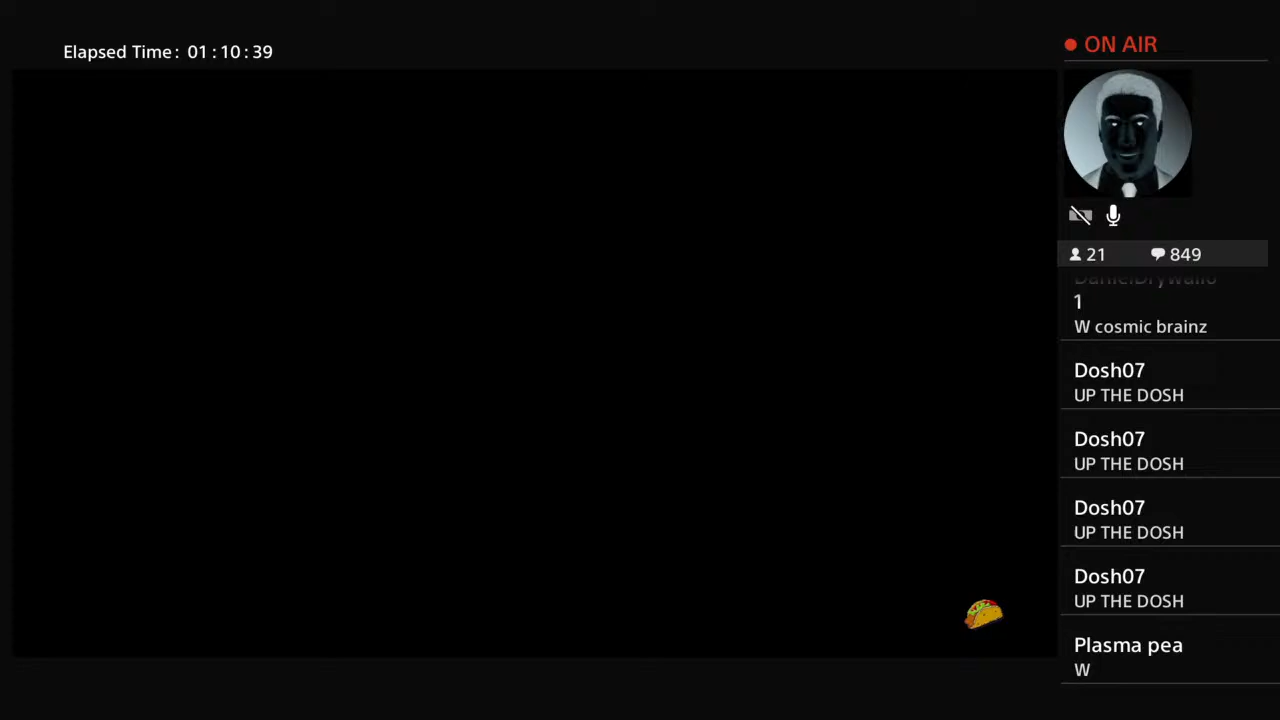 Elapsed Time: 01:10:39
ON AIR
21 849
DanielDrywallo
1
W cosmic brainz
Dosh07
UP THE DOSH
Dosh07
UP THE DOSH
Dosh07
UP THE DOSH
Dosh07
UP THE DOSH
Plasma pea
W